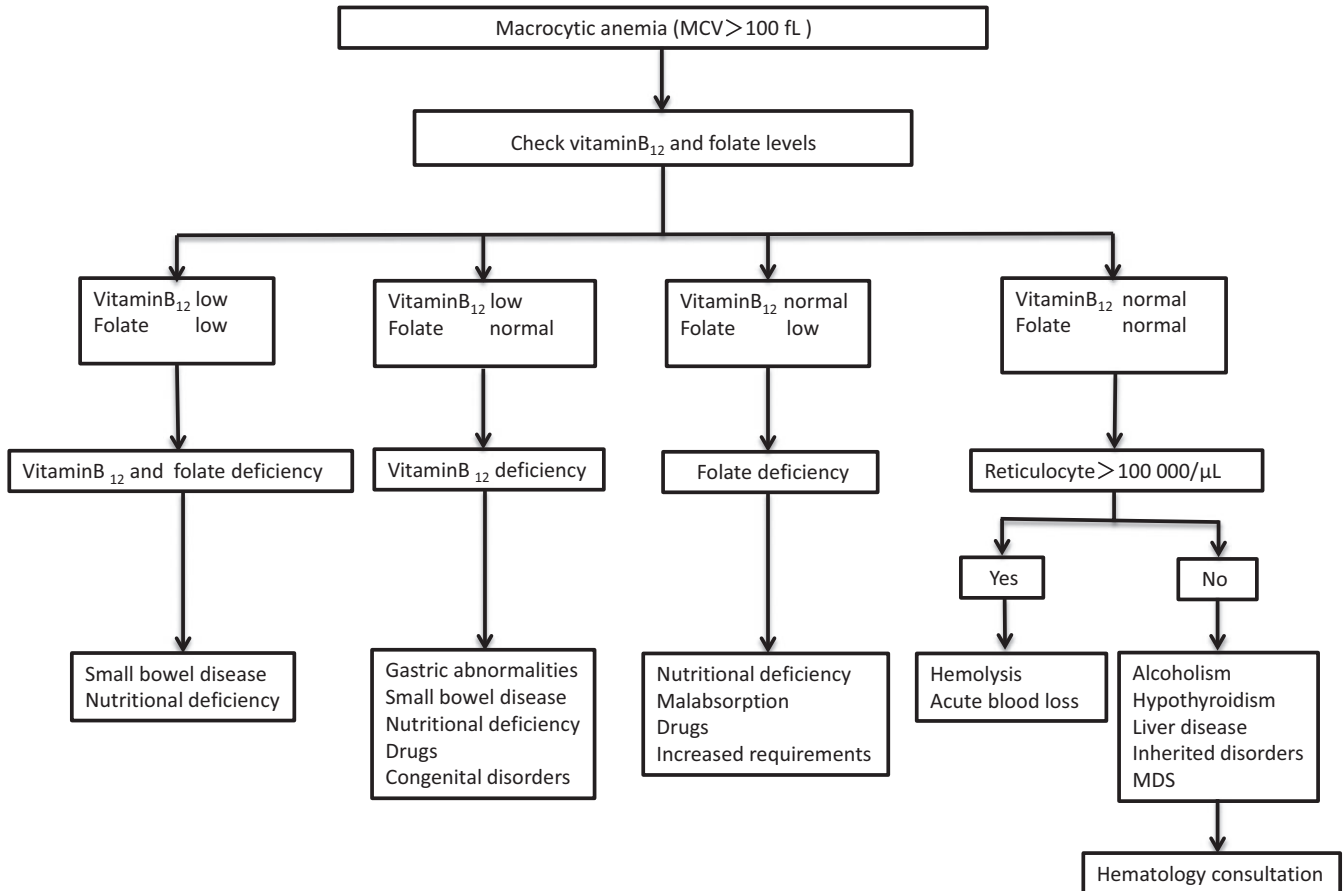 Macrocytic anemia (MCV＞100 fL )
Check vitaminB₁₂ and folate levels
VitaminB₁₂ low
Folate low
VitaminB₁₂ low
Folate normal
VitaminB₁₂ normal
Folate low
VitaminB₁₂ normal
Folate normal
VitaminB ₁₂ and folate deficiency
VitaminB ₁₂ deficiency
Folate deficiency
Reticulocyte＞100 000/μL
Yes
No
Small bowel disease
Nutritional deficiency
Gastric abnormalities
Small bowel disease
Nutritional deficiency
Drugs
Congenital disorders
Nutritional deficiency
Malabsorption
Drugs
Increased requirements
Hemolysis
Acute blood loss
Alcoholism
Hypothyroidism
Liver disease
Inherited disorders
MDS
Hematology consultation